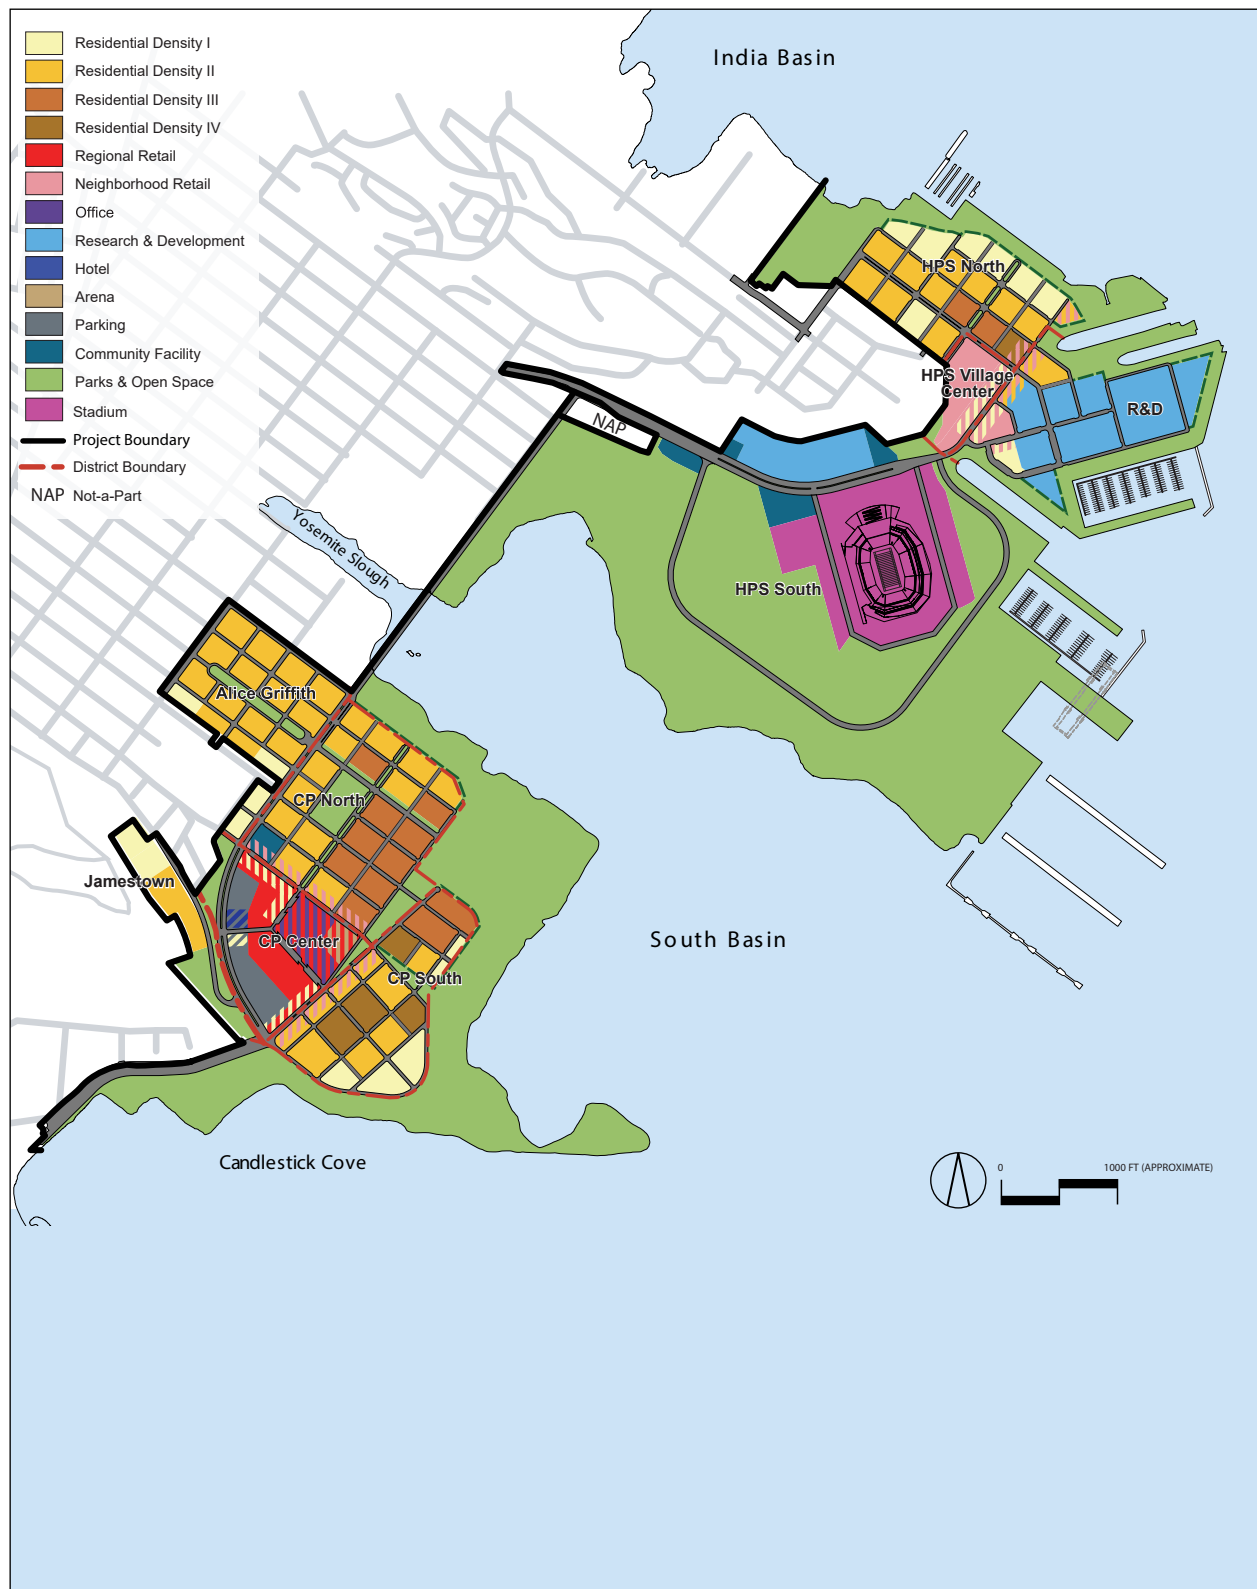 Residential Density I
Residential Density II
Residential Density III
Residential Density IV
Regional Retail
Neighborhood Retail
Office
Research & Development
Hotel
Arena
Parking
Community Facility
Parks & Open Space
Stadium
Project Boundary
District Boundary
NAP Not-a-Part
India Basin
HPS North
HPS Village
Center
R&D
NAP
Yosemite Slough
HPS South
Alice Griffith
CP North
Jamestown
CP Center
CP South
South Basin
Candlestick Cove
0
1000 FT (APPROXIMATE)